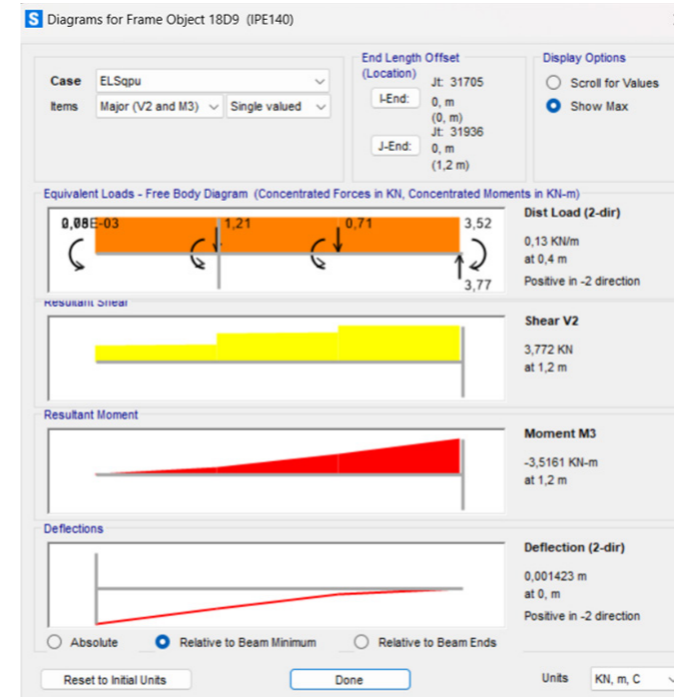 S Diagrams for Frame Object 18D9 (IPE140)
Case ELSqpu
Items Major (V2 and M3) Single valued
End Length Offset
(Location)
Jt: 31705
I-End: 0, m
(0, m)
Jt: 31936
J-End: 0, m
(1,2 m)
Display Options
Scroll for Values
Show Max
Equivalent Loads - Free Body Diagram (Concentrated Forces in KN, Concentrated Moments in KN-m)
E-03 1,21 0,71 3,52
3,77
Dist Load (2-dir)
0,13 KN/m
at 0,4 m
Positive in -2 direction
Resultant Shear
Shear V2
3,772 KN
at 1,2 m
Resultant Moment
Moment M3
-3,5161 KN-m
at 1,2 m
Deflections
Deflection (2-dir)
0,001423 m
at 0, m
Positive in -2 direction
Absolute Relative to Beam Minimum Relative to Beam Ends
Reset to Initial Units Done Units KN, m, C